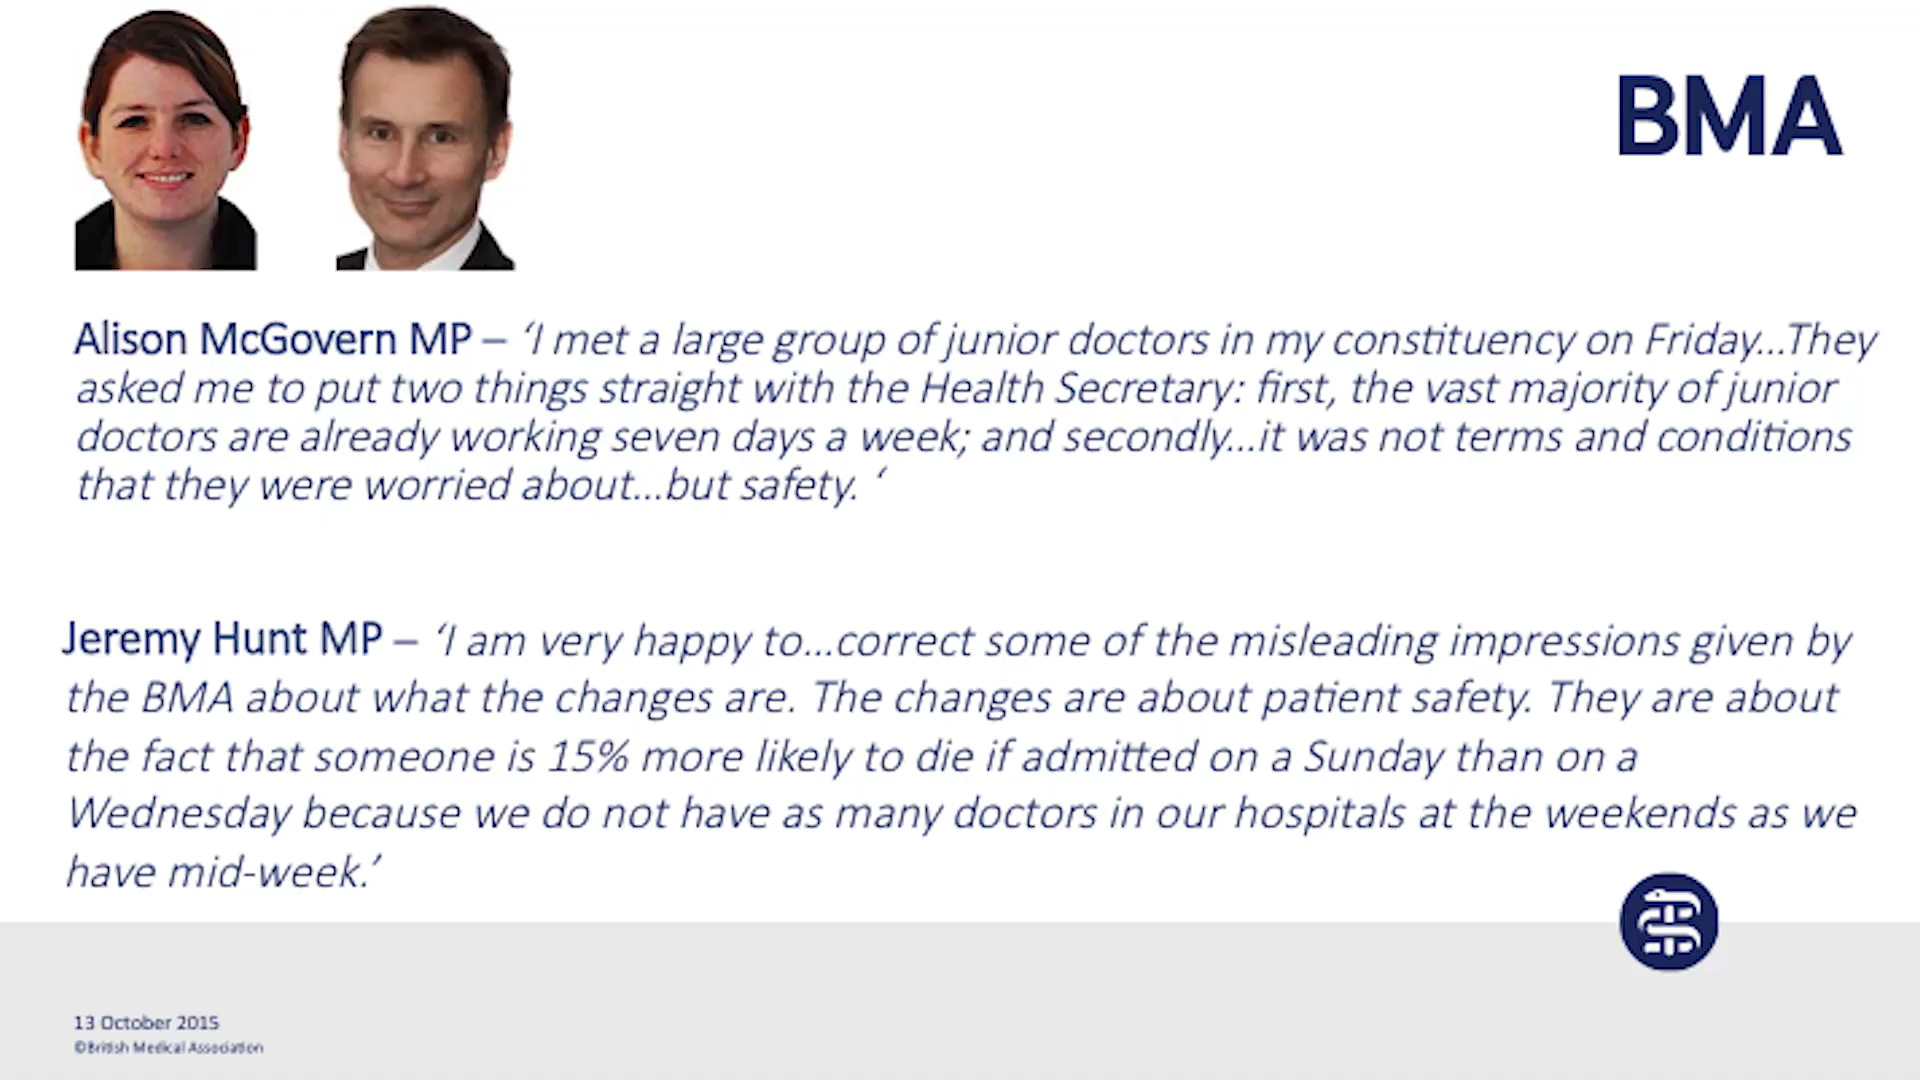 BMA
Alison McGovern MP – ‘I met a large group of junior doctors in my constituency on Friday...They
asked me to put two things straight with the Health Secretary: first, the vast majority of junior
doctors are already working seven days a week; and secondly...it was not terms and conditions
that they were worried about...but safety. ‘
Jeremy Hunt MP – ‘I am very happy to...correct some of the misleading impressions given by
the BMA about what the changes are. The changes are about patient safety. They are about
the fact that someone is 15% more likely to die if admitted on a Sunday than on a
Wednesday because we do not have as many doctors in our hospitals at the weekends as we
have mid-week.’
13 October 2015
©British Medical Association